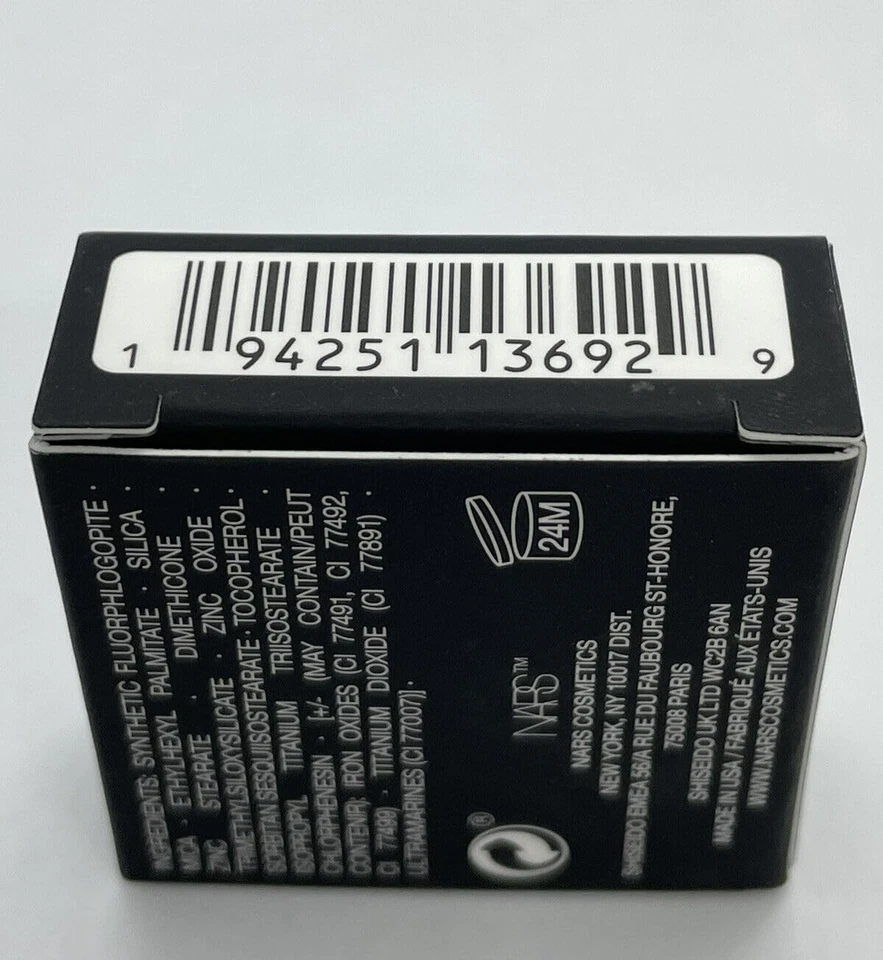 1 94251 13692 9
INGREDIENTS: SYNTHETIC FLUORPHLOGOPITE ·
MICA · ETHYLHEXYL PALMITATE · SILICA ·
ZINC STEARATE · DIMETHICONE ·
TRIMETHYLSILOXYSILICATE · ZINC OXIDE ·
SORBITAN SESQUIISOSTEARATE · TOCOPHEROL ·
ISOPROPYL TITANIUM TRIISOSTEARATE ·
CHLORPHENESIN · [+/- (MAY CONTAIN/PEUT
CONTENIR): IRON OXIDES (CI 77491, CI 77492,
CI 77499) · TITANIUM DIOXIDE (CI 77891) ·
ULTRAMARINES (CI 77007)].
24M
NARS™
NARS COSMETICS
NEW YORK, NY 10017 DIST.
SHISEIDO EMEA 56A RUE DU FAUBOURG ST-HONORE,
75008 PARIS
SHISEIDO UK LTD WC2B 6AN
MADE IN USA / FABRIQUÉ AUX ÉTATS-UNIS
WWW.NARSCOSMETICS.COM
®